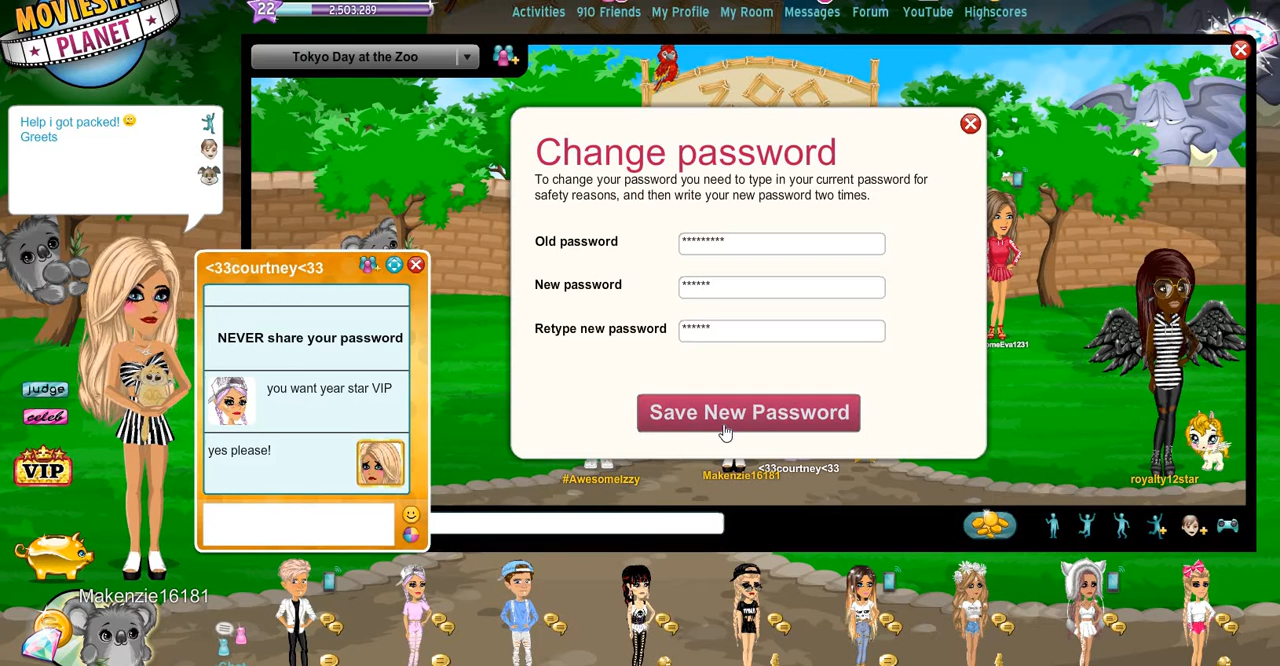 MOVIESTAR
PLANET
22
2,503,289
Activities
910 Friends
My Profile
My Room
Messages
Forum
YouTube
Highscores
Tokyo Day at the Zoo
ZOO
Help i got packed!
Greets
Change password
To change your password you need to type in your current password for
safety reasons, and then write your new password two times.
Old password
*********
New password
******
Retype new password
******
Save New Password
<33courtney<33
NEVER share your password
you want year star VIP
yes please!
judge
celeb
VIP
omeEva1231
#AwesomeIzzy
Makenzie16181
<33courtney<33
royalty12star
Makenzie16181
Chat